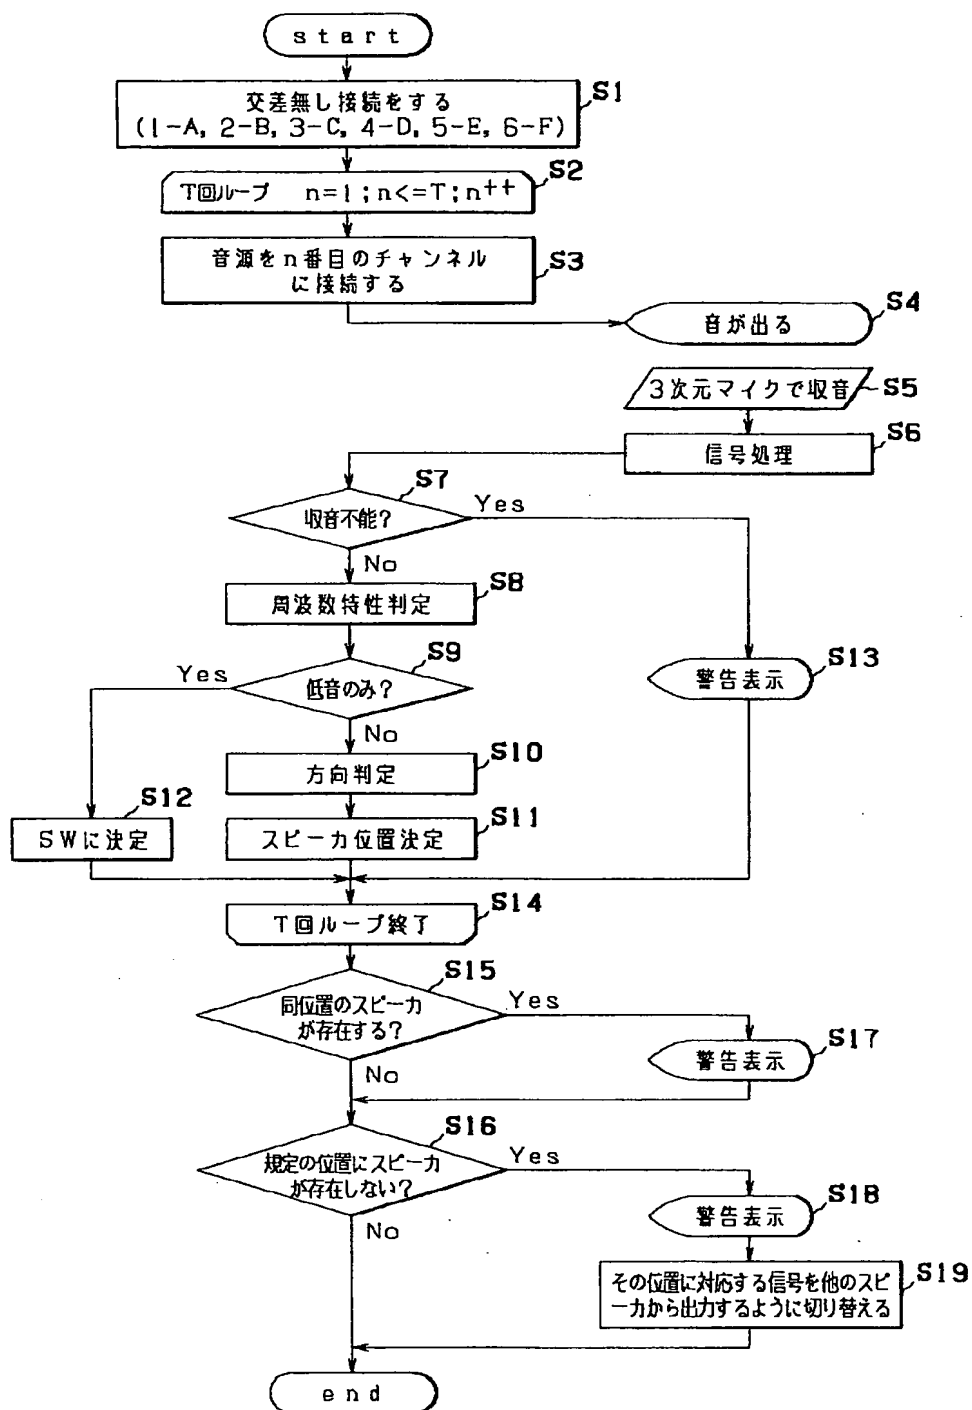 start
交差無し接続をする
(1-A, 2-B, 3-C, 4-D, 5-E, 6-F)
S1
T回ループ n=1;n<=T;n++
S2
音源をn番目のチャンネル
に接続する
S3
音が出る
S4
3次元マイクで収音
S5
信号処理
S6
収音不能?
S7
Yes
No
周波数特性判定
S8
低音のみ?
S9
Yes
No
警告表示
S13
方向判定
S10
SWに決定
S12
スピーカ位置決定
S11
T回ループ終了
S14
同位置のスピーカ
が存在する?
S15
Yes
No
警告表示
S17
規定の位置にスピーカ
が存在しない?
S16
Yes
No
警告表示
S18
その位置に対応する信号を他のスピ
ーカから出力するように切り替える
S19
end